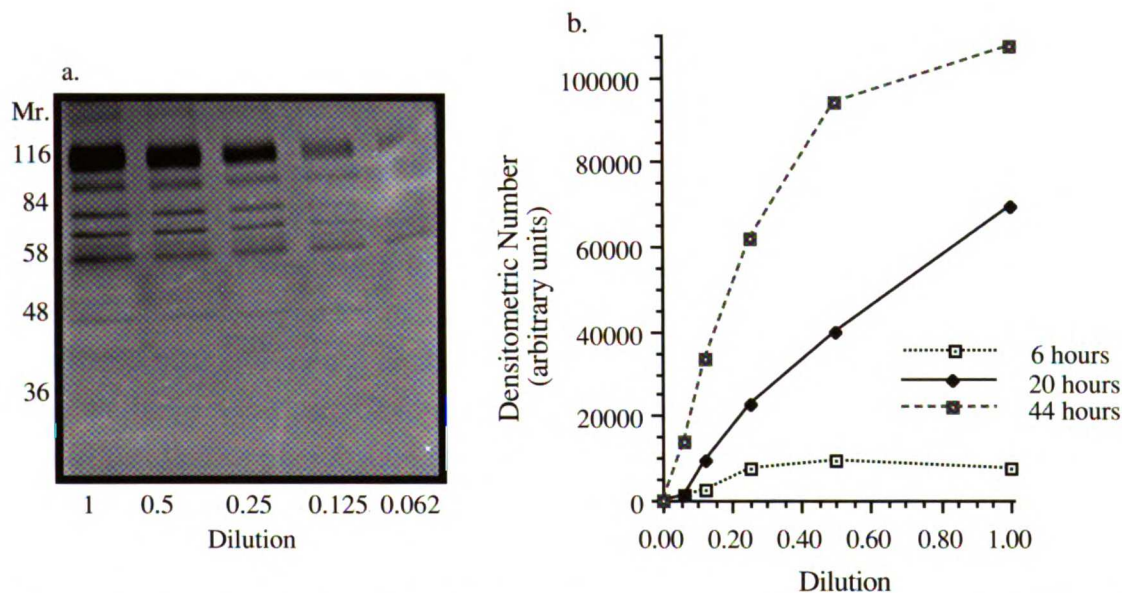 a.
Mr.
116
84
58
48
36
1 0.5 0.25 0.125 0.062
Dilution
b.
Densitometric Number
(arbitrary units)
100000
80000
60000
40000
20000
0
0.00 0.20 0.40 0.60 0.80 1.00
Dilution
6 hours
20 hours
44 hours